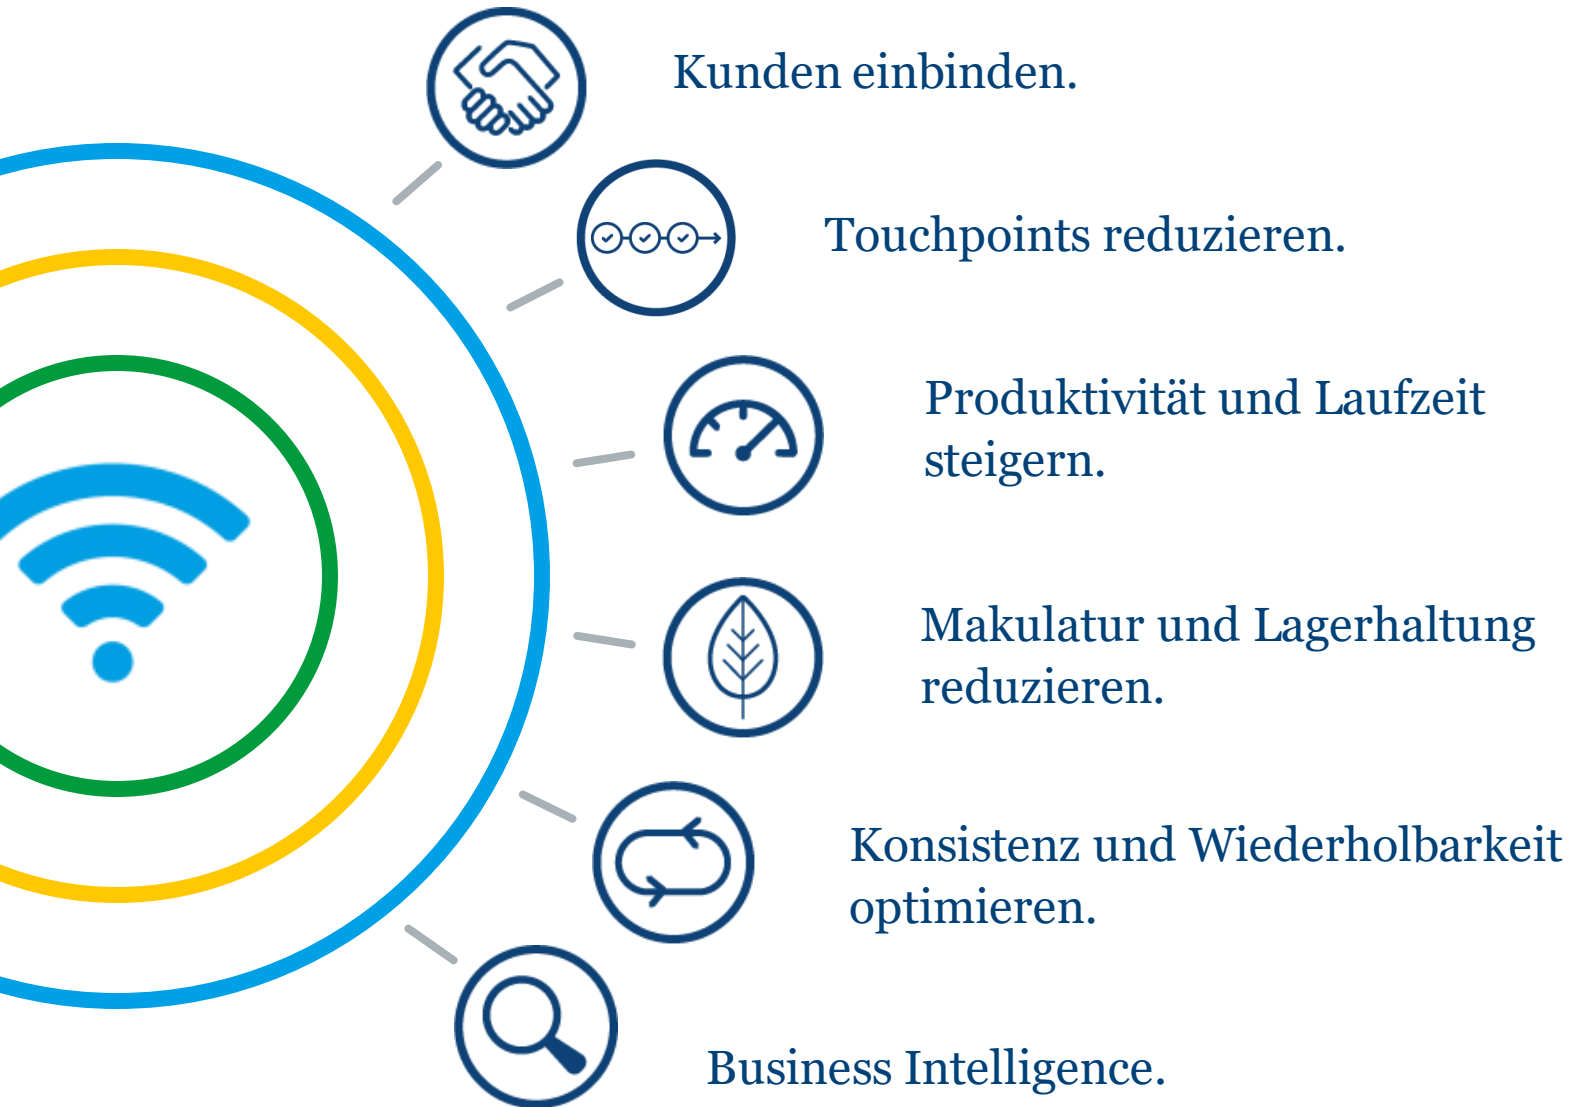 Kunden einbinden.
Touchpoints reduzieren.
Produktivität und Laufzeit
steigern.
Makulatur und Lagerhaltung
reduzieren.
Konsistenz und Wiederholbarkeit
optimieren.
Business Intelligence.